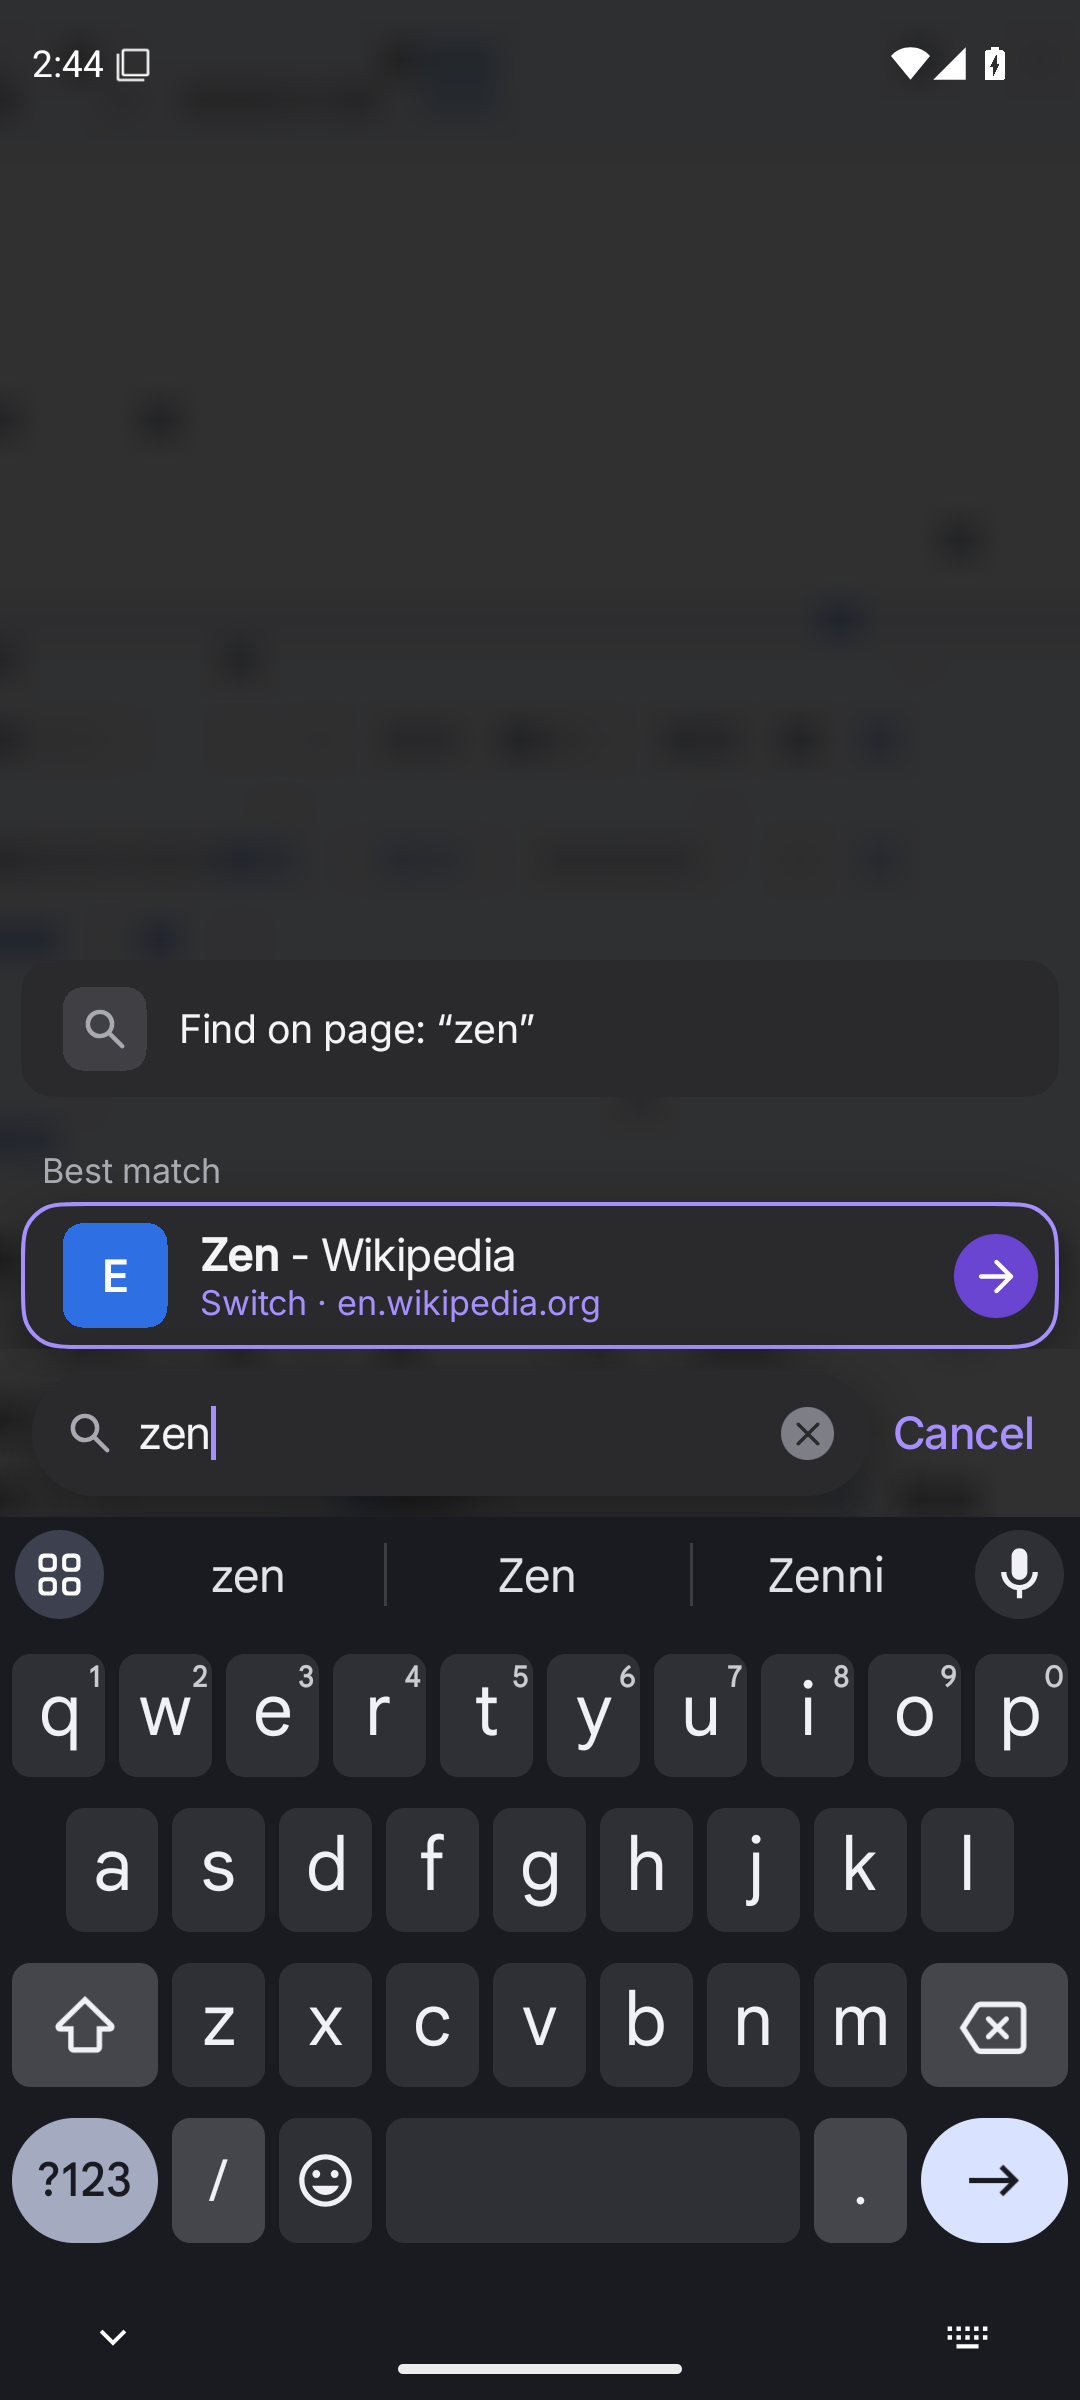 2:44
Find on page: “zen”
Best match
E
Zen - Wikipedia
Switch · en.wikipedia.org
zen
Cancel
zen
Zen
Zenni
q1 w2 e3 r4 t5 y6 u7 i8 o9 p0
a s d f g h j k l
z x c v b n m
?123 / .